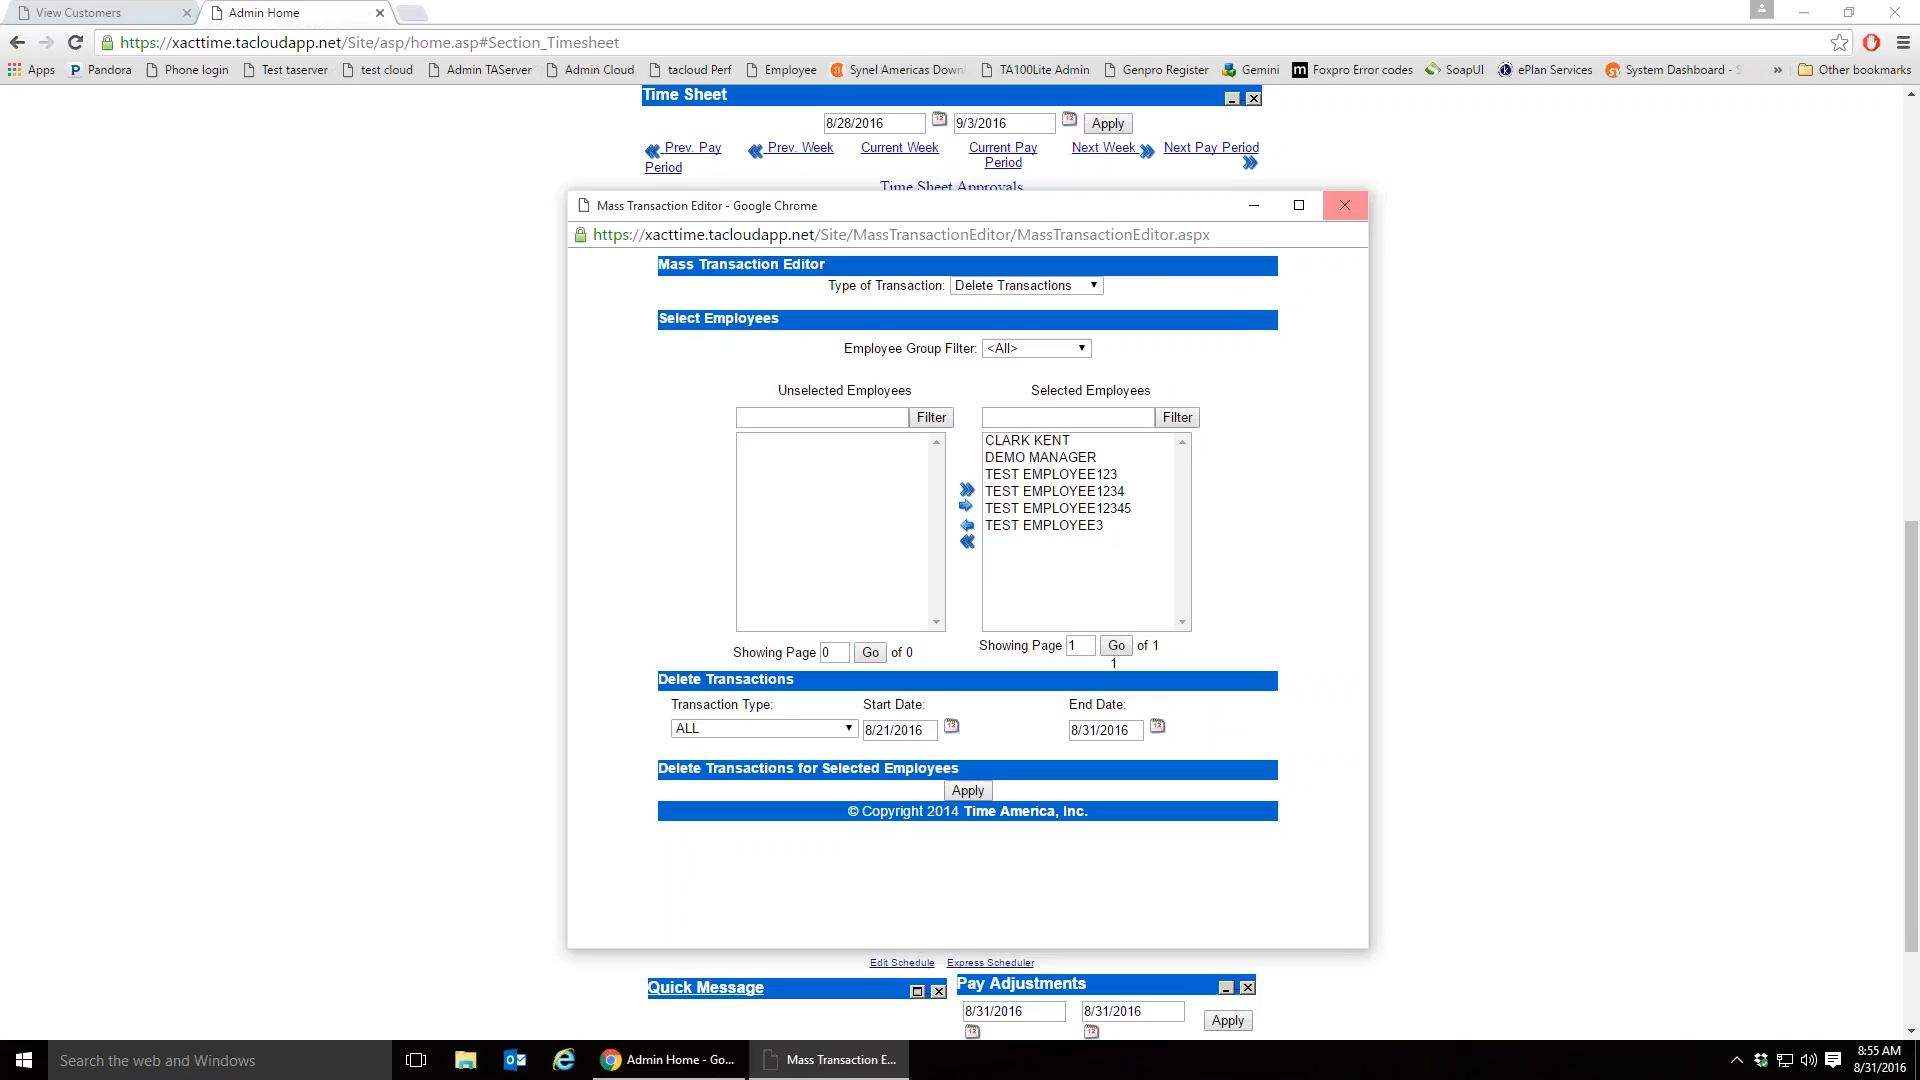 View Customers
Admin Home
https://xacttime.tacloudapp.net/Site/asp/home.asp#Section_Timesheet
Apps Pandora Phone login Test taserver test cloud Admin TAServer Admin Cloud tacloud Perf Employee Synel Americas Down TA100Lite Admin Genpro Register Gemini Foxpro Error codes SoapUI ePlan Services System Dashboard - S » Other bookmarks
Time Sheet
8/28/2016 9/3/2016 Apply
Prev. Pay Period Prev. Week Current Week Current Pay Period Next Week Next Pay Period
Time Sheet Approvals
Mass Transaction Editor - Google Chrome
https://xacttime.tacloudapp.net/Site/MassTransactionEditor/MassTransactionEditor.aspx
Mass Transaction Editor
Type of Transaction: Delete Transactions
Select Employees
Employee Group Filter: <All>
Unselected Employees Selected Employees
Filter Filter
CLARK KENT
DEMO MANAGER
TEST EMPLOYEE123
TEST EMPLOYEE1234
TEST EMPLOYEE12345
TEST EMPLOYEE3
Showing Page 0 Go of 0 Showing Page 1 Go of 1
1
Delete Transactions
Transaction Type: Start Date: End Date:
ALL 8/21/2016 8/31/2016
Delete Transactions for Selected Employees
Apply
© Copyright 2014 Time America, Inc.
Edit Schedule Express Scheduler
Quick Message Pay Adjustments
8/31/2016 8/31/2016 Apply
Search the web and Windows Admin Home - Go... Mass Transaction E... 8:55 AM
8/31/2016